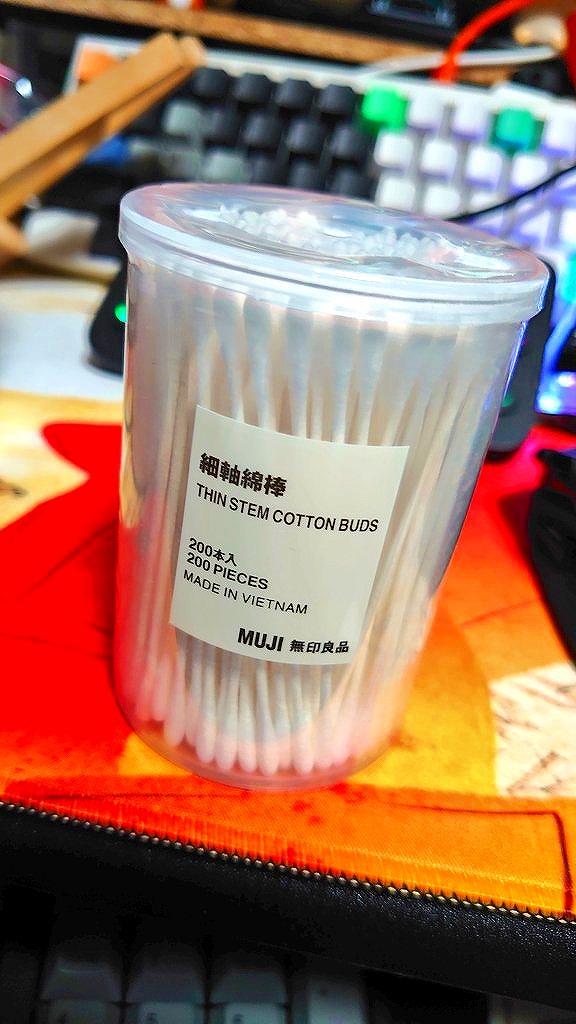 細軸綿棒
THIN STEM COTTON BUDS
200本入
200 PIECES
MADE IN VIETNAM
MUJI 無印良品